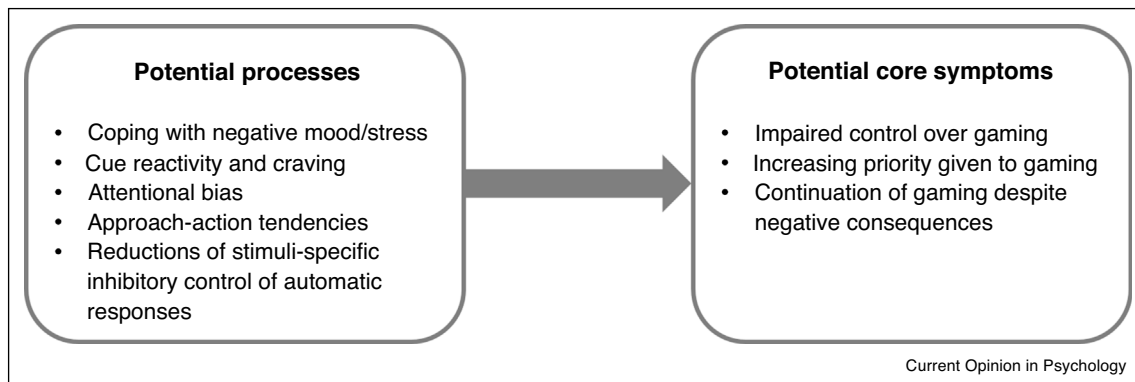 Potential processes
• Coping with negative mood/stress
• Cue reactivity and craving
• Attentional bias
• Approach-action tendencies
• Reductions of stimuli-specific
inhibitory control of automatic
responses
Potential core symptoms
• Impaired control over gaming
• Increasing priority given to gaming
• Continuation of gaming despite
negative consequences
Current Opinion in Psychology